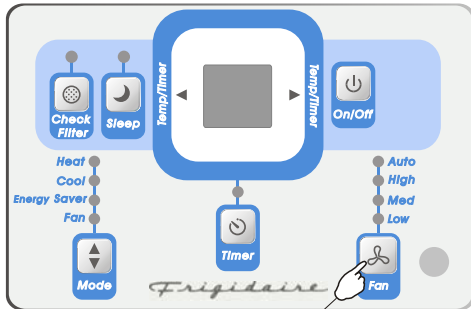 Check
Filter
Sleep
Temp/Timer
Temp/Timer
On/Off
Heat
Cool
Energy Saver
Fan
Mode
Timer
Auto
High
Med
Low
Fan
Frigidaire